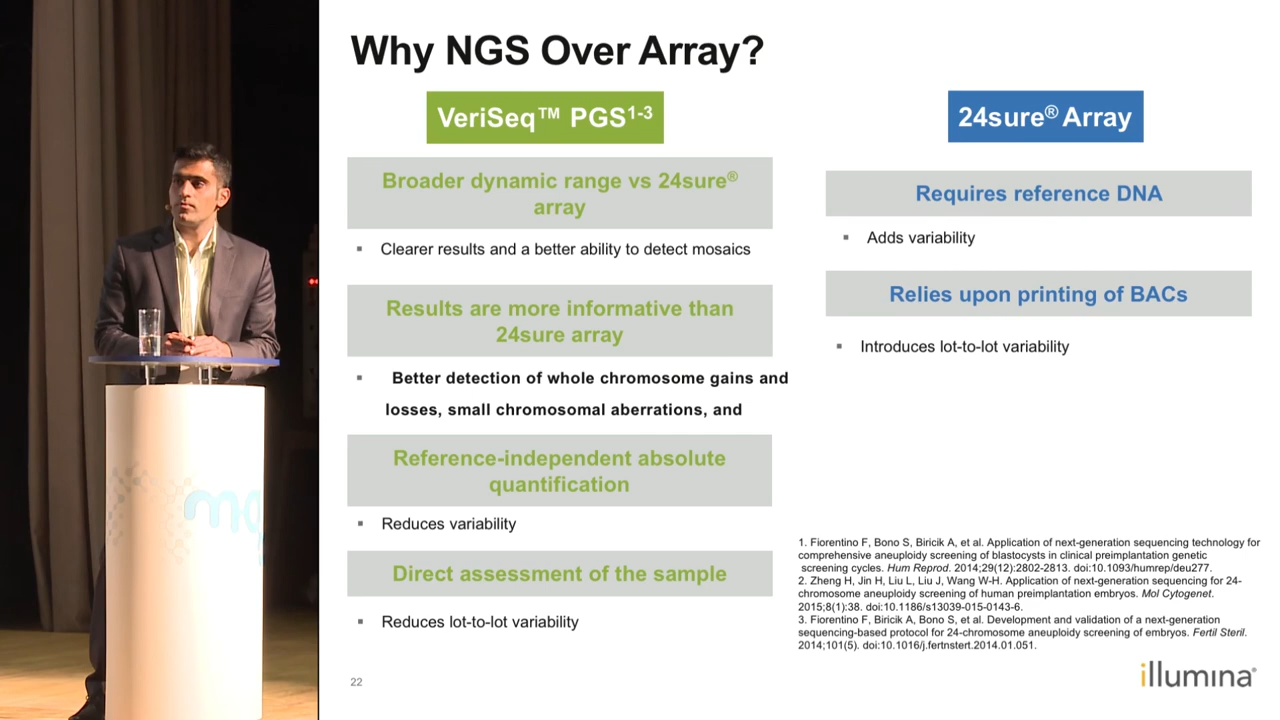 Why NGS Over Array?
VeriSeq™ PGS1-3
Broader dynamic range vs 24sure®
array
▪ Clearer results and a better ability to detect mosaics
Results are more informative than
24sure array
▪ Better detection of whole chromosome gains and
losses, small chromosomal aberrations, and
Reference-independent absolute
quantification
▪ Reduces variability
Direct assessment of the sample
▪ Reduces lot-to-lot variability
24sure® Array
Requires reference DNA
▪ Adds variability
Relies upon printing of BACs
▪ Introduces lot-to-lot variability
1. Fiorentino F, Bono S, Biricik A, et al. Application of next-generation sequencing technology for
comprehensive aneuploidy screening of blastocysts in clinical preimplantation genetic
screening cycles. Hum Reprod. 2014;29(12):2802-2813. doi:10.1093/humrep/deu277.
2. Zheng H, Jin H, Liu L, Liu J, Wang W-H. Application of next-generation sequencing for 24-
chromosome aneuploidy screening of human preimplantation embryos. Mol Cytogenet.
2015;8(1):38. doi:10.1186/s13039-015-0143-6.
3. Fiorentino F, Biricik A, Bono S, et al. Development and validation of a next-generation
sequencing-based protocol for 24-chromosome aneuploidy screening of embryos. Fertil Steril.
2014;101(5). doi:10.1016/j.fertnstert.2014.01.051.
22
illumina®